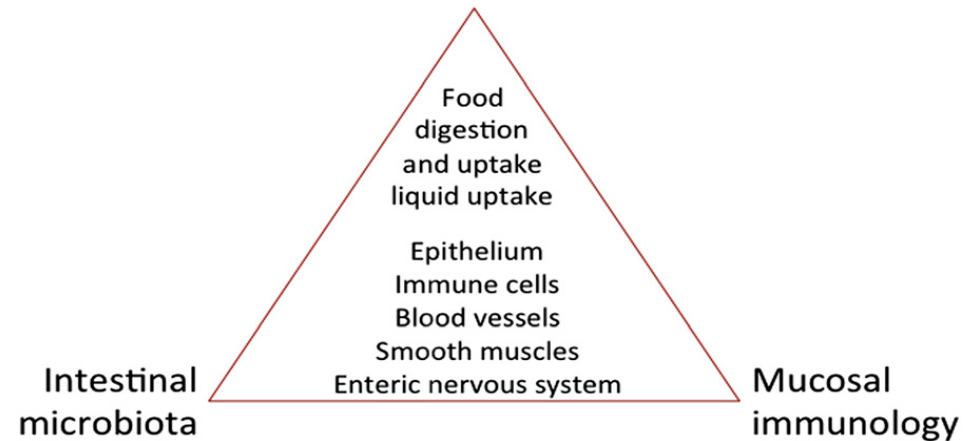 Food
digestion
and uptake
liquid uptake
Epithelium
Immune cells
Blood vessels
Smooth muscles
Enteric nervous system
Intestinal
microbiota
Mucosal
immunology